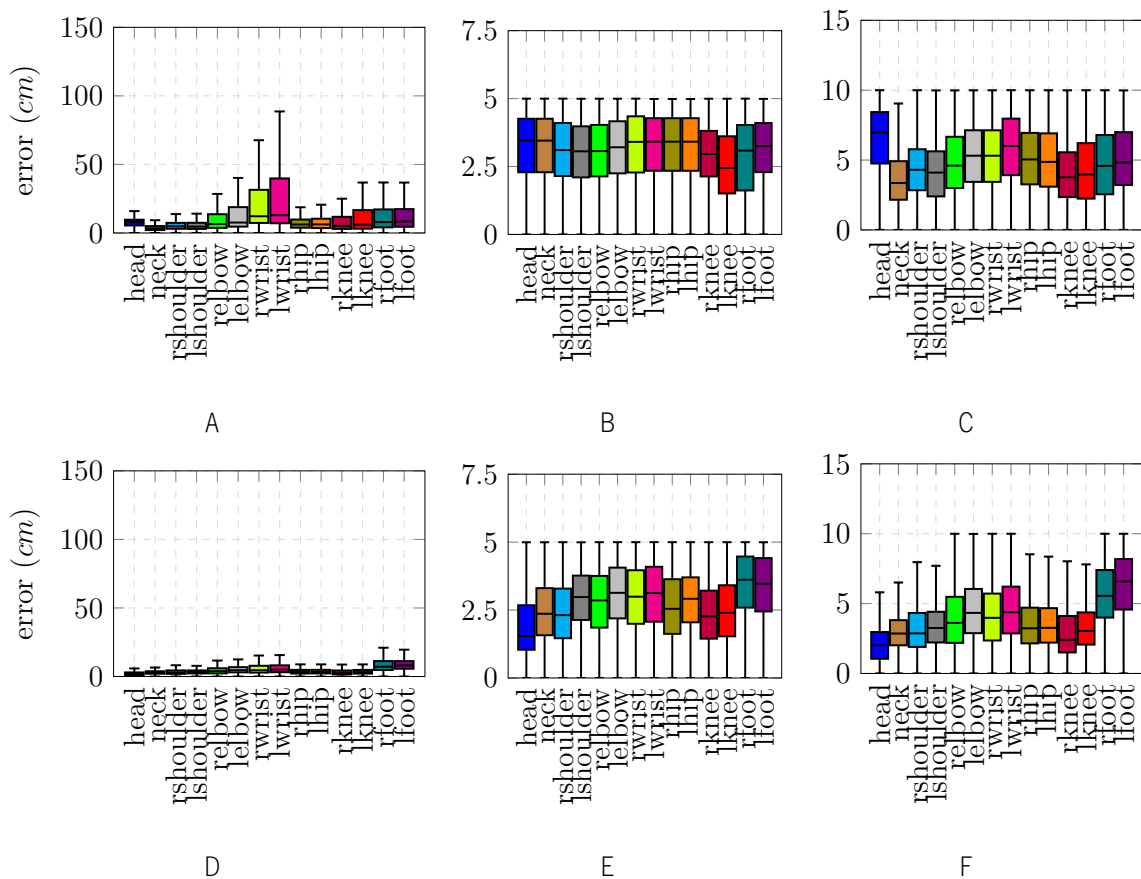 error (cm)
150
100
50
0
head
neck
rshoulder
lshoulder
relbow
lelbow
rwrist
lwrist
rhip
lhip
rknee
lknee
rfoot
lfoot
A
7.5
5
2.5
0
head
neck
rshoulder
lshoulder
relbow
lelbow
rwrist
lwrist
rhip
lhip
rknee
lknee
rfoot
lfoot
B
15
10
5
0
head
neck
rshoulder
lshoulder
relbow
lelbow
rwrist
lwrist
rhip
lhip
rknee
lknee
rfoot
lfoot
C
error (cm)
150
100
50
0
head
neck
rshoulder
lshoulder
relbow
lelbow
rwrist
lwrist
rhip
lhip
rknee
lknee
rfoot
lfoot
D
7.5
5
2.5
0
head
neck
rshoulder
lshoulder
relbow
lelbow
rwrist
lwrist
rhip
lhip
rknee
lknee
rfoot
lfoot
E
15
10
5
0
head
neck
rshoulder
lshoulder
relbow
lelbow
rwrist
lwrist
rhip
lhip
rknee
lknee
rfoot
lfoot
F